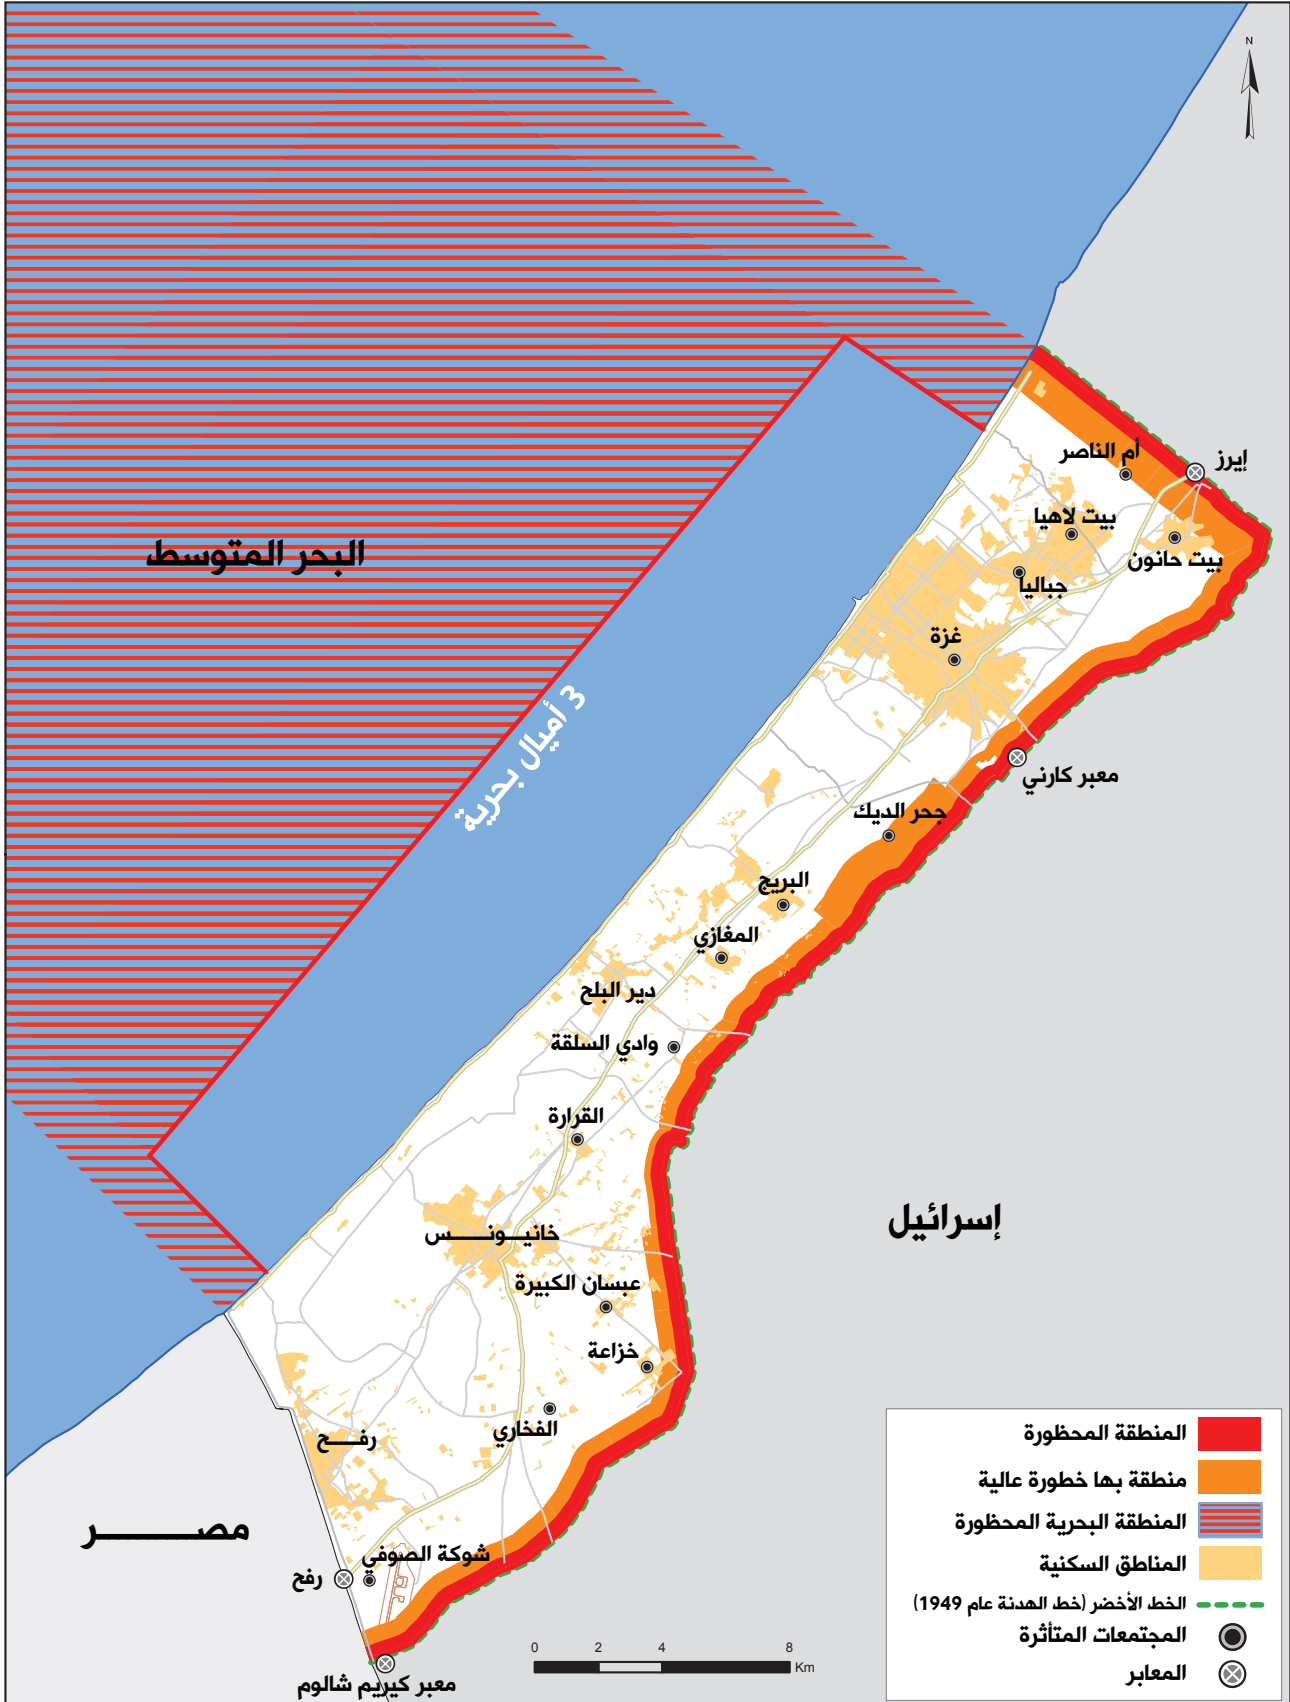 N
إيرز
أم الناصر
بيت لاهيا
بيت حانون
جباليا
البحر المتوسط
غزة
3 أميال بحرية
معبر كارني
جحر الديك
البريج
المغازي
دير البلح
وادي السلقة
القرارة
إسرائيل
خانيـونـــــس
عبسان الكبيرة
خزاعة
الفخاري
رفـــح
مصـــــــــر
شوكة الصوفي
رفح
معبر كيريم شالوم
0 2 4 8
Km
المنطقة المحظورة
منطقة بها خطورة عالية
المنطقة البحرية المحظورة
المناطق السكنية
الخط الأخضر (خط الهدنة عام 1949)
المجتمعات المتأثرة
المعابر